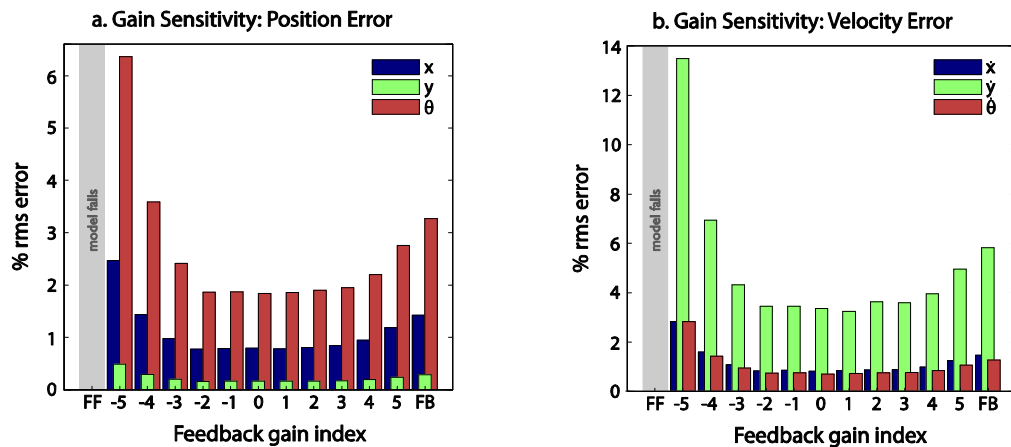 a. Gain Sensitivity: Position Error
6
5
4
3
2
1
0
% rms error
model falls
x
y
θ
FF -5 -4 -3 -2 -1 0 1 2 3 4 5 FB
Feedback gain index
b. Gain Sensitivity: Velocity Error
14
12
10
8
6
4
2
0
% rms error
model falls
ẋ
ẏ
θ̇
FF -5 -4 -3 -2 -1 0 1 2 3 4 5 FB
Feedback gain index